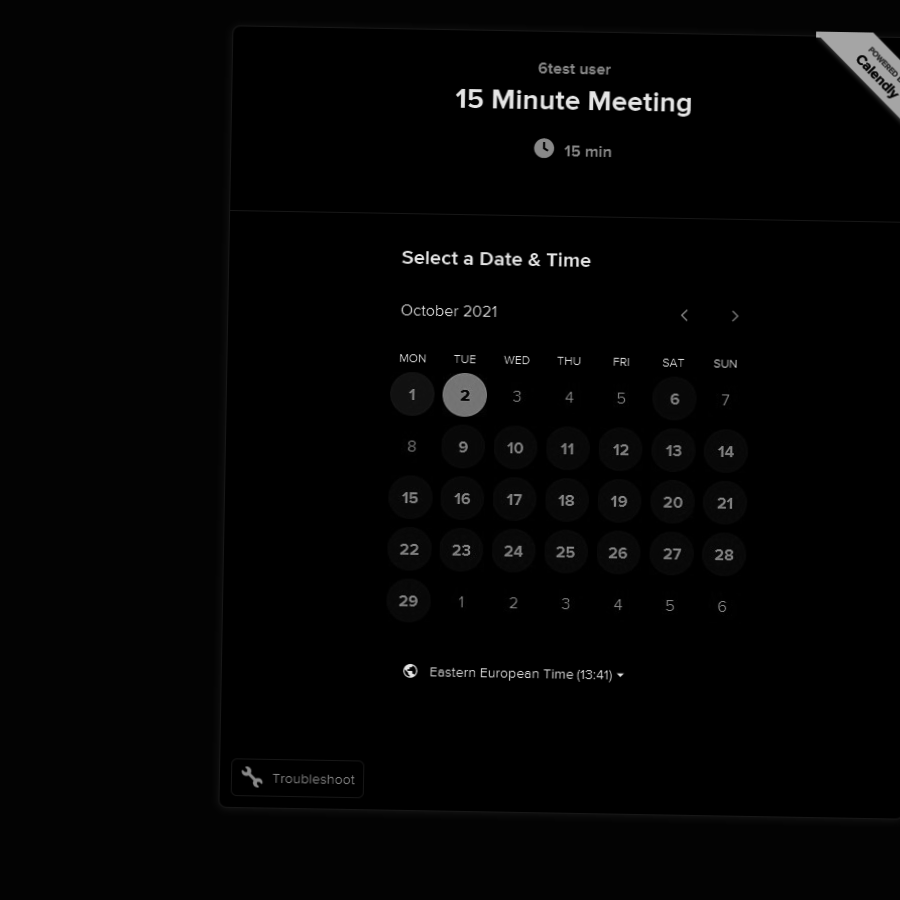 6test user
15 Minute Meeting
15 min
POWERED
Calendly
Select a Date & Time
October 2021
MON TUE WED THU FRI SAT SUN
1 2 3 4 5 6 7
8 9 10 11 12 13 14
15 16 17 18 19 20 21
22 23 24 25 26 27 28
29 1 2 3 4 5 6
Eastern European Time (13:41)
Troubleshoot